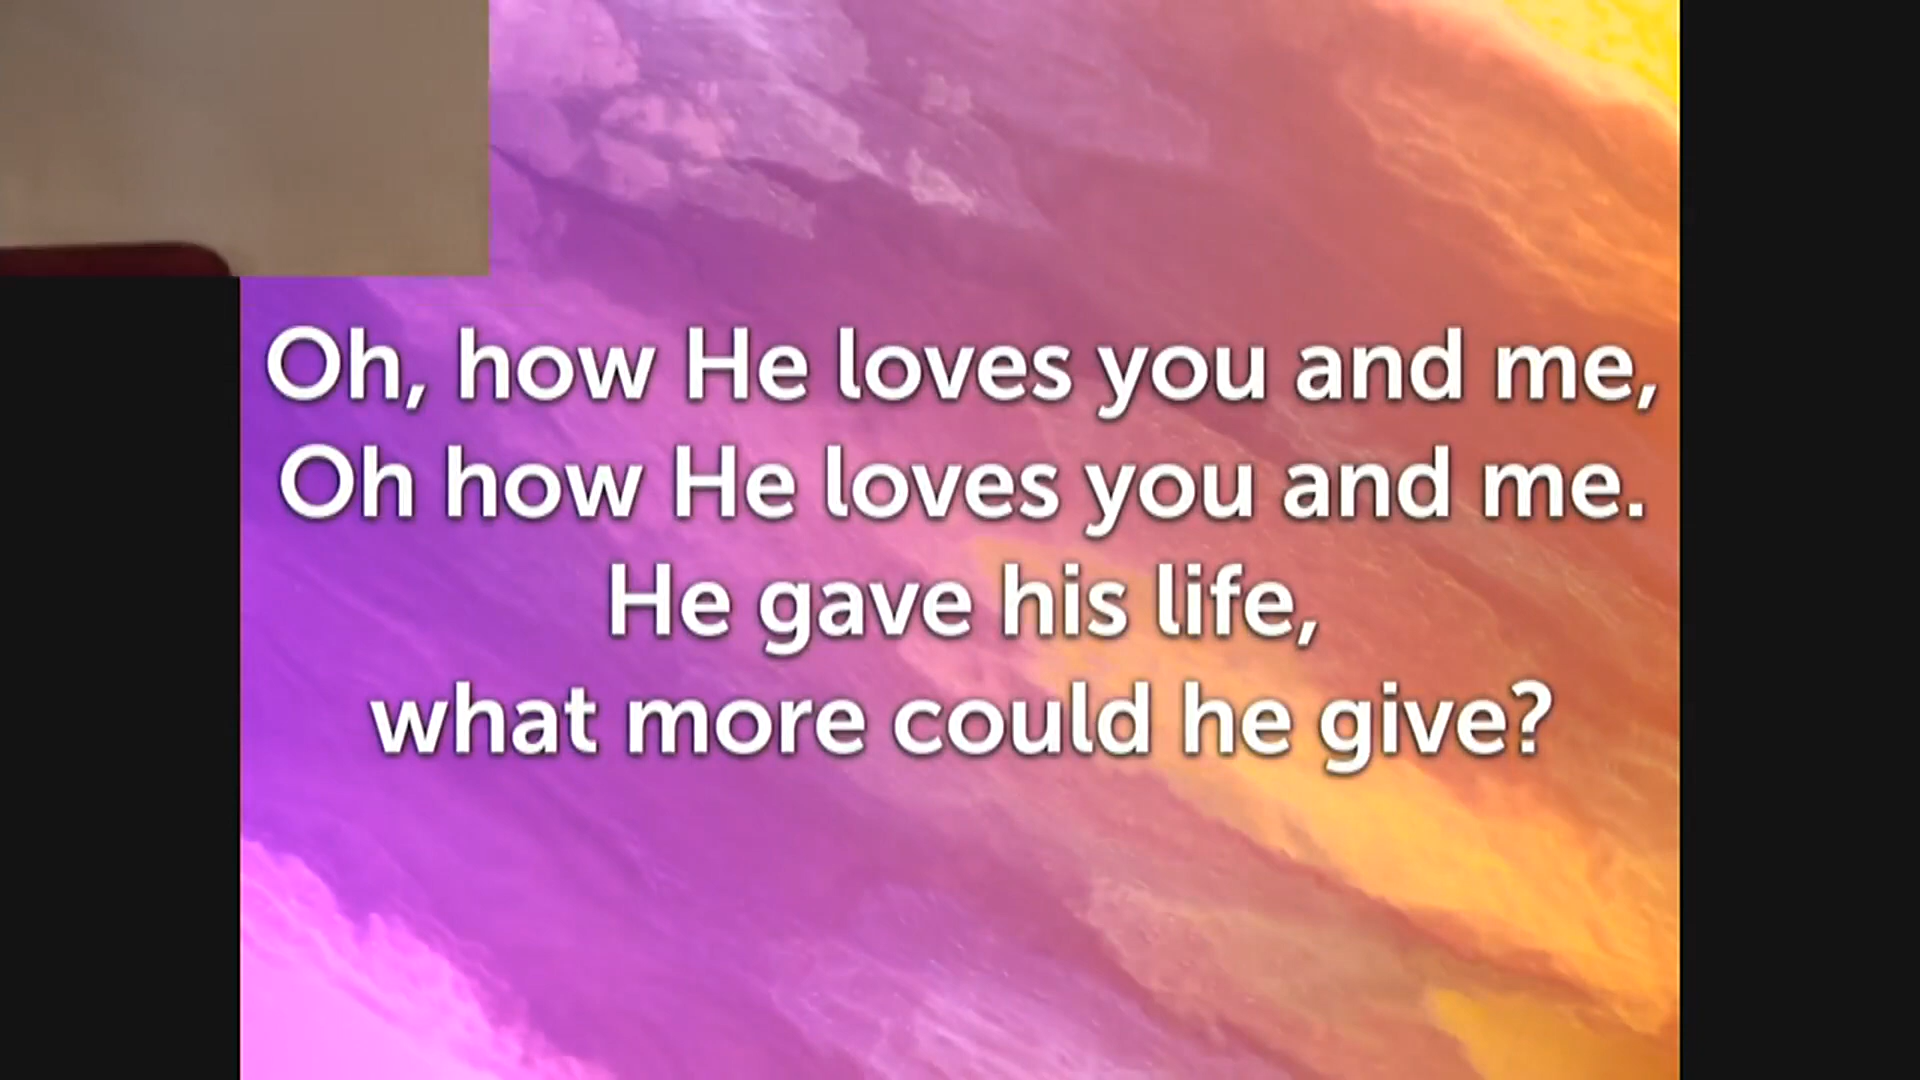 Oh, how He loves you and me,
Oh how He loves you and me.
He gave his life,
what more could he give?